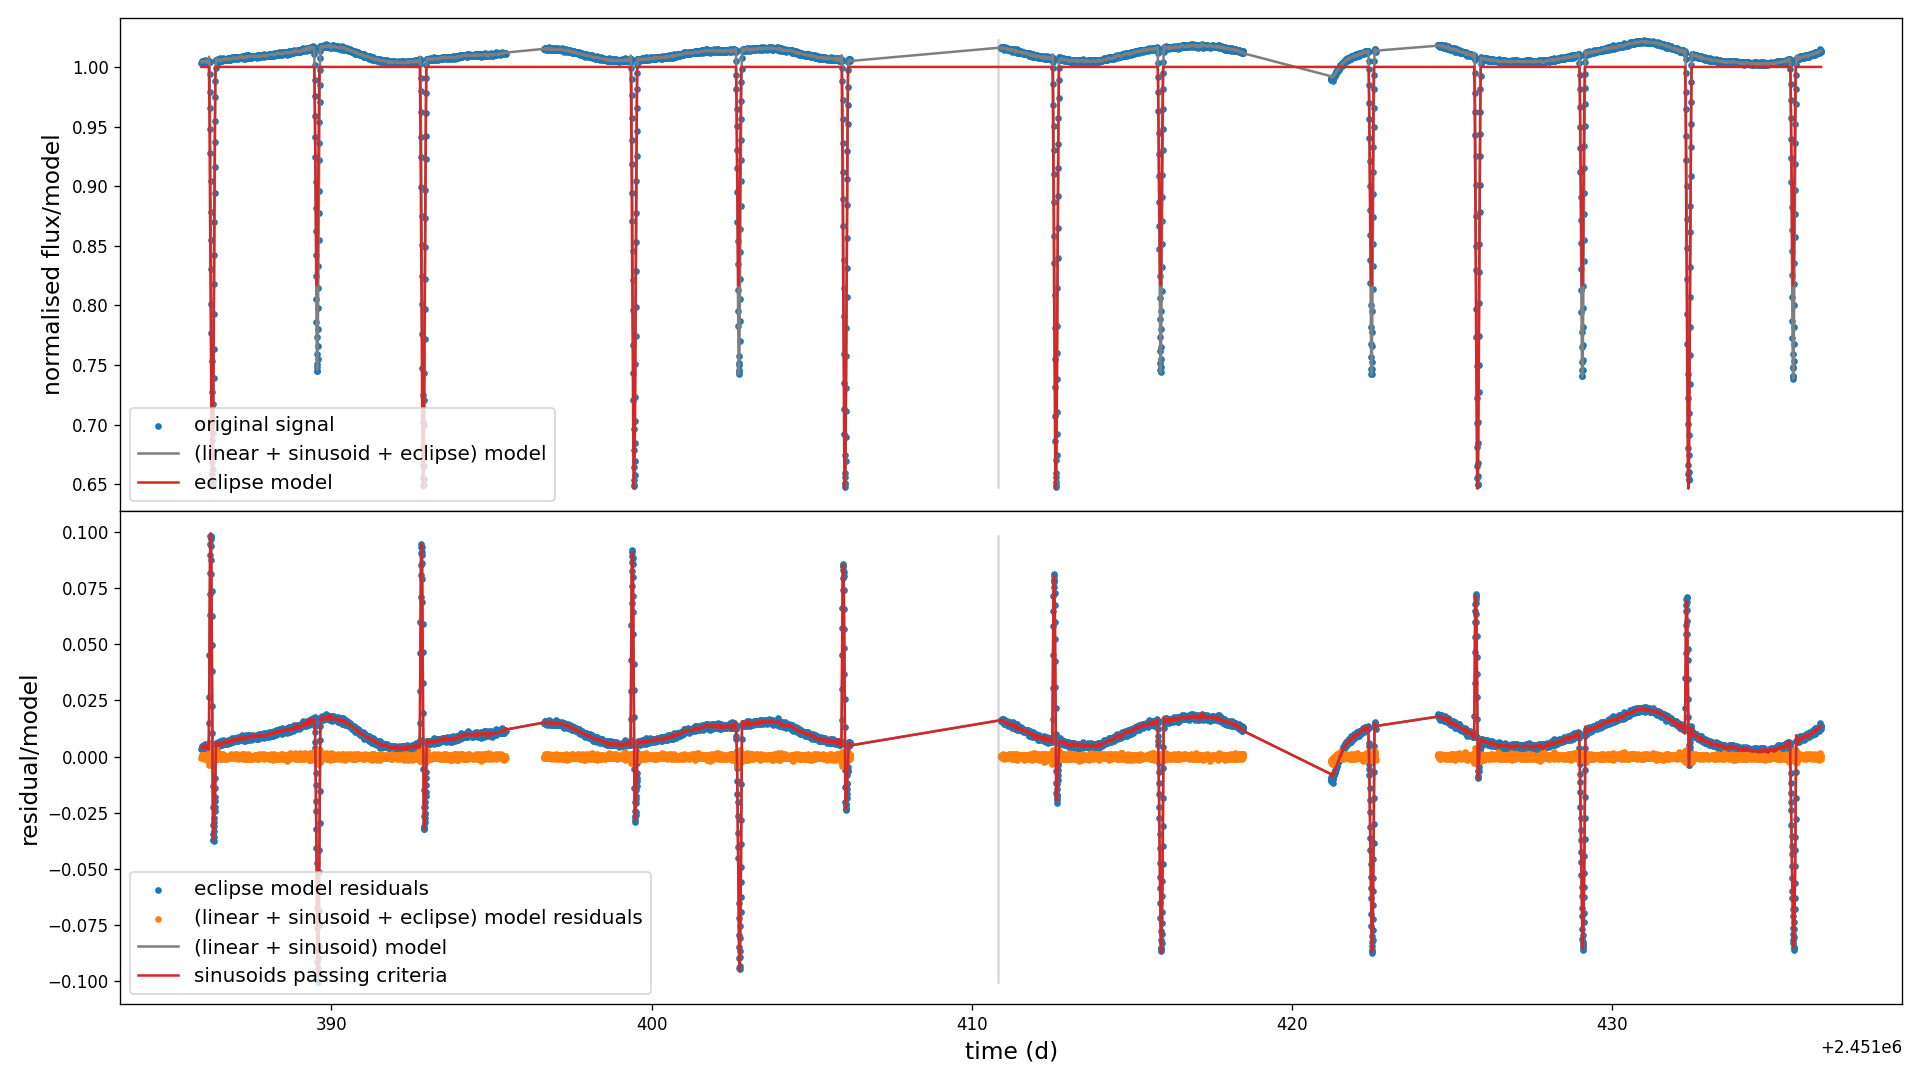 normalised flux/model
1.00
0.95
0.90
0.85
0.80
0.75
0.70
0.65
original signal
(linear + sinusoid + eclipse) model
eclipse model
residual/model
0.100
0.075
0.050
0.025
0.000
−0.025
−0.050
−0.075
−0.100
eclipse model residuals
(linear + sinusoid + eclipse) model residuals
(linear + sinusoid) model
sinusoids passing criteria
390 400 410 420 430
time (d)
+2.451e6